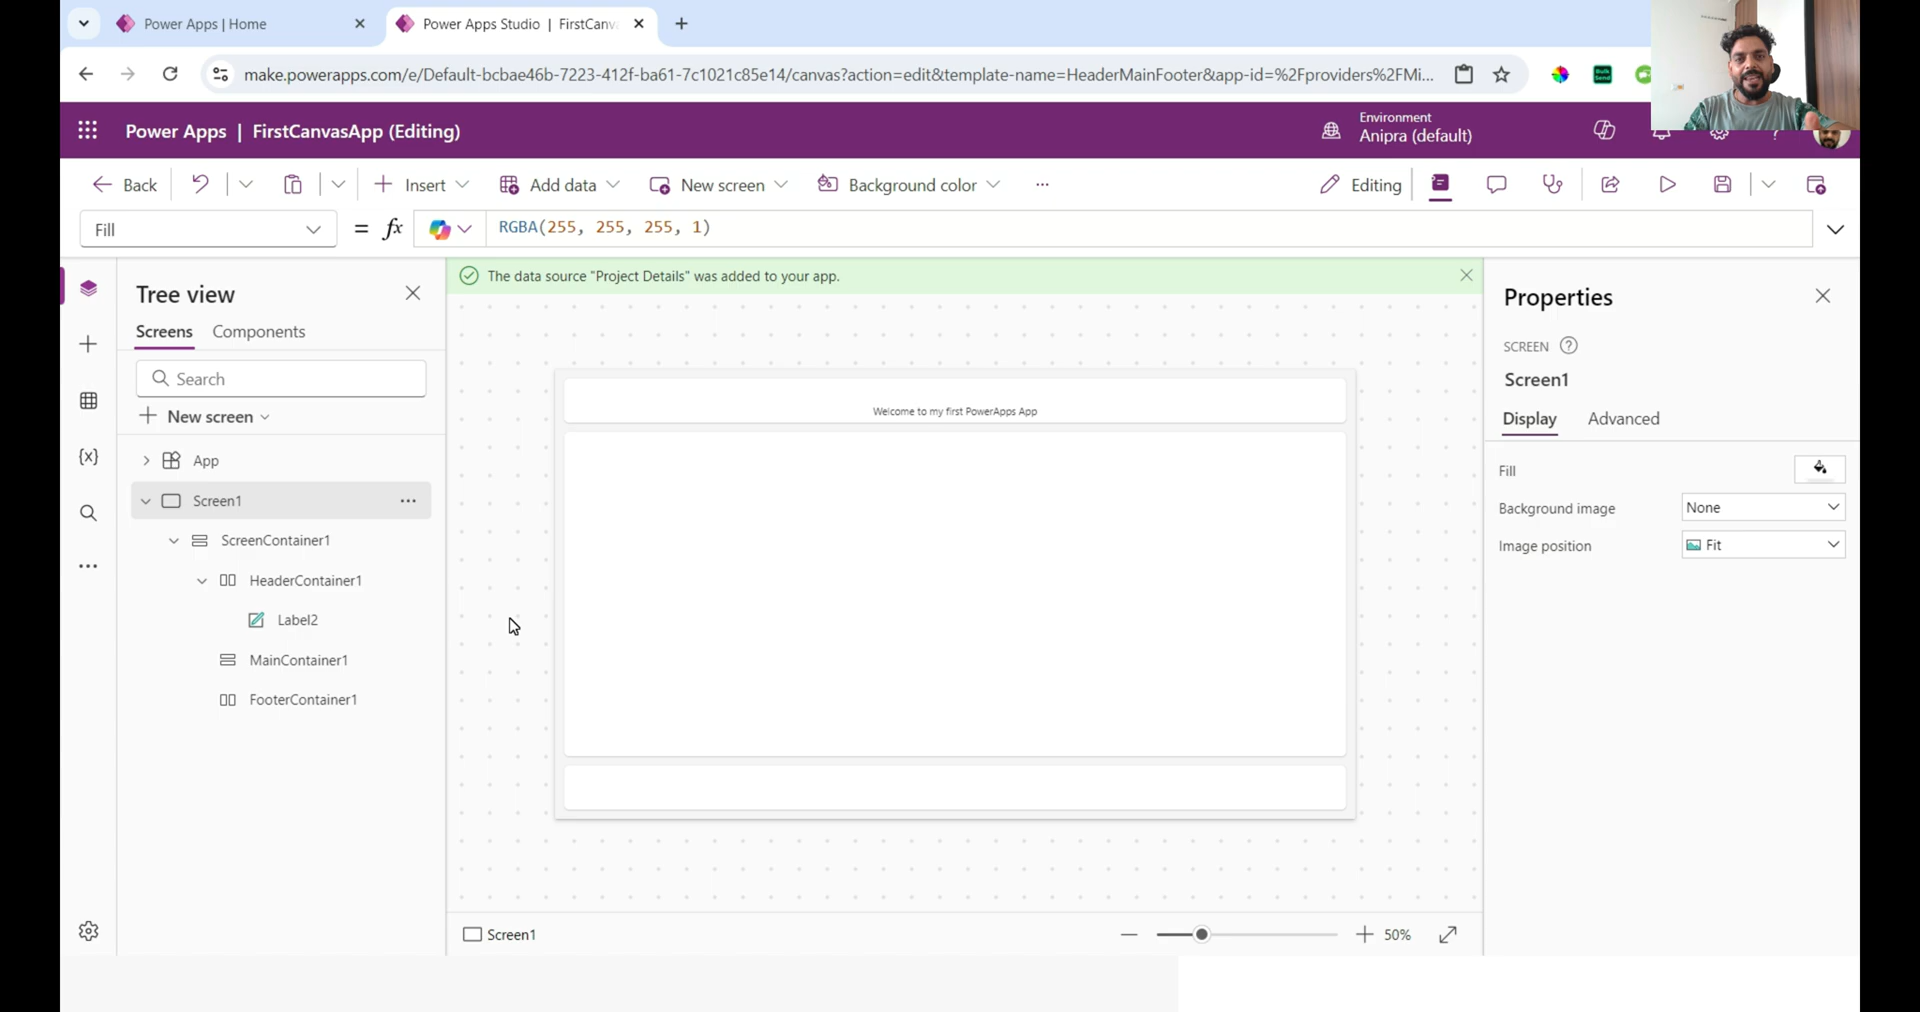 Power Apps | Home
Power Apps Studio | FirstCanv
make.powerapps.com/e/Default-bcbae46b-7223-412f-ba61-7c1021c85e14/canvas?action=edit&template-name=HeaderMainFooter&app-id=%2Fproviders%2FMi...
Power Apps | FirstCanvasApp (Editing)
Environment
Anipra (default)
Back
Insert
Add data
New screen
Background color
...
Editing
Fill
= fx
RGBA(255, 255, 255, 1)
The data source "Project Details" was added to your app.
Tree view
Screens
Components
Search
New screen
App
Screen1
ScreenContainer1
HeaderContainer1
Label2
MainContainer1
FooterContainer1
Welcome to my first PowerApps App
Screen1
50%
Properties
SCREEN
Screen1
Display
Advanced
Fill
Background image
None
Image position
Fit